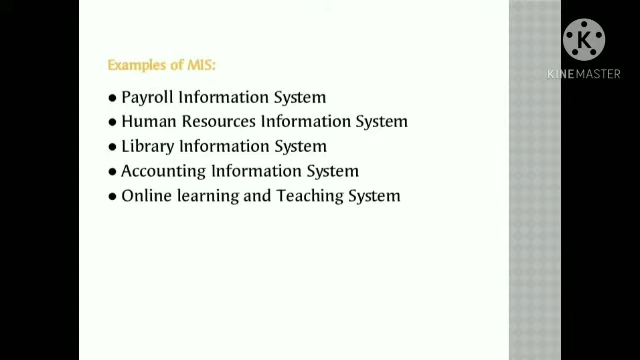 Examples of MIS:
● Payroll Information System
● Human Resources Information System
● Library Information System
● Accounting Information System
● Online learning and Teaching System
K
KINEMASTER